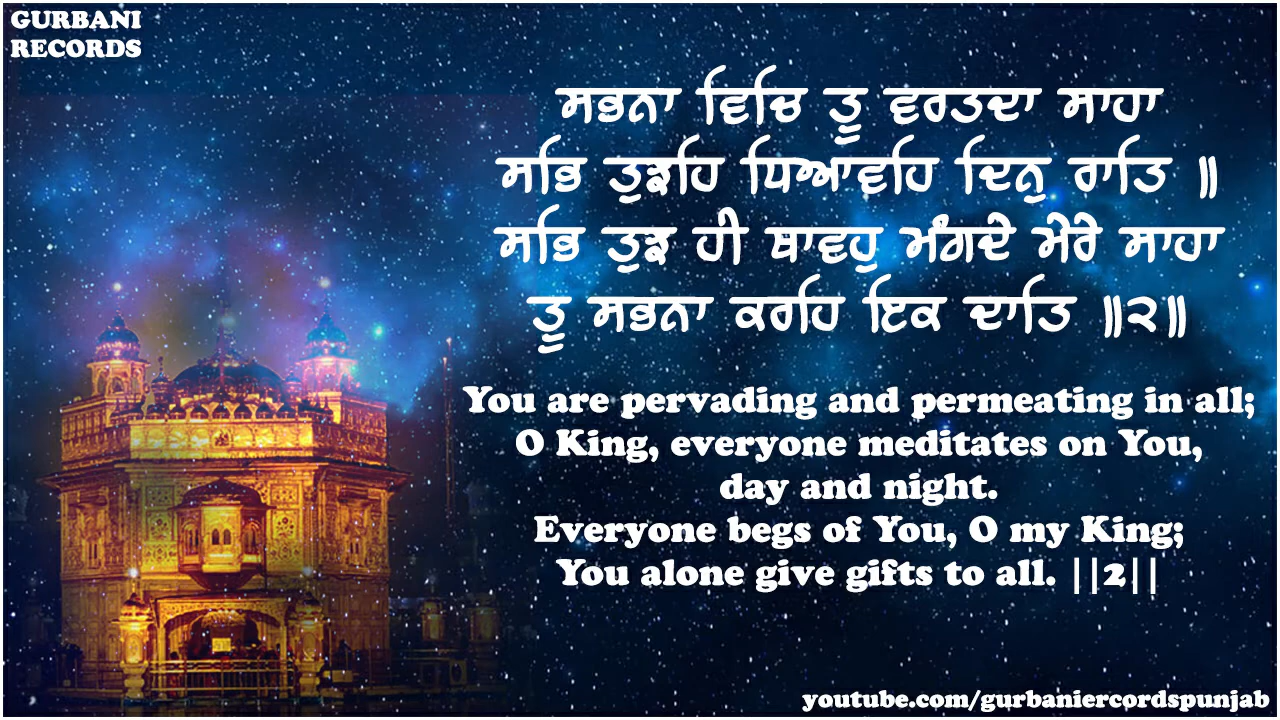 GURBANI
RECORDS
ਸਭਨਾ ਵਿਚਿ ਤੂ ਵਰਤਦਾ ਸਾਹਾ
ਸਭਿ ਤੁਝਹਿ ਧਿਆਵਹਿ ਦਿਨੁ ਰਾਤਿ ॥
ਸਭਿ ਤੁਝ ਹੀ ਥਾਵਹੁ ਮੰਗਦੇ ਮੇਰੇ ਸਾਹਾ
ਤੂ ਸਭਨਾ ਕਰਹਿ ਇਕ ਦਾਤਿ ॥੨॥
You are pervading and permeating in all;
O King, everyone meditates on You,
day and night.
Everyone begs of You, O my King;
You alone give gifts to all. ||2||
youtube.com/gurbaniercordspunjab